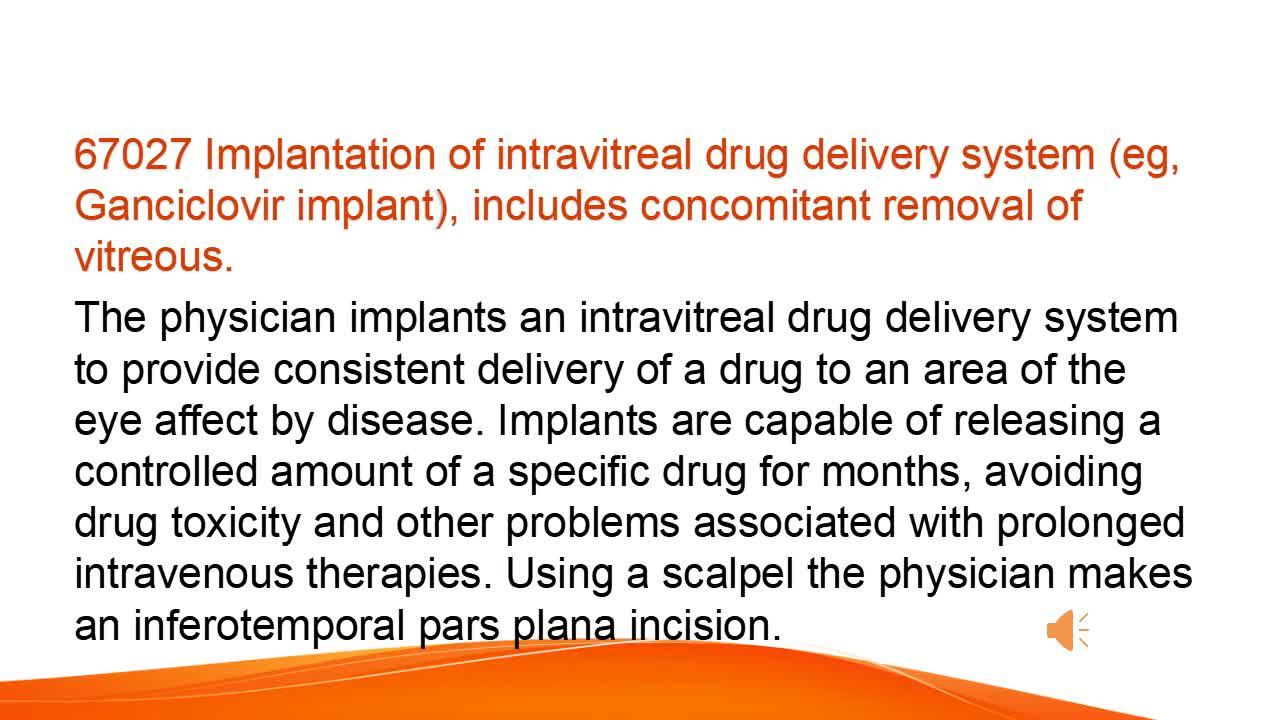 67027 Implantation of intravitreal drug delivery system (eg,
Ganciclovir implant), includes concomitant removal of
vitreous.
The physician implants an intravitreal drug delivery system
to provide consistent delivery of a drug to an area of the
eye affect by disease. Implants are capable of releasing a
controlled amount of a specific drug for months, avoiding
drug toxicity and other problems associated with prolonged
intravenous therapies. Using a scalpel the physician makes
an inferotemporal pars plana incision.